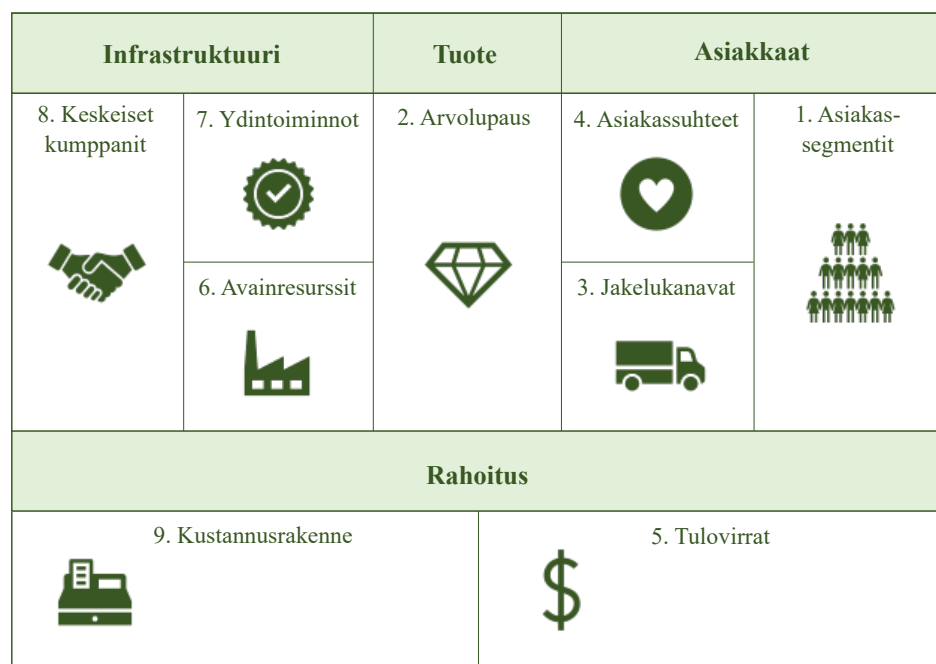 Infrastruktuuri
Tuote
Asiakkaat
8. Keskeiset
kumppanit
7. Ydintoiminnot
2. Arvolupaus
4. Asiakassuhteet
1. Asiakas-
segmentit
6. Avainresurssit
3. Jakelukanavat
Rahoitus
9. Kustannusrakenne
5. Tulovirrat